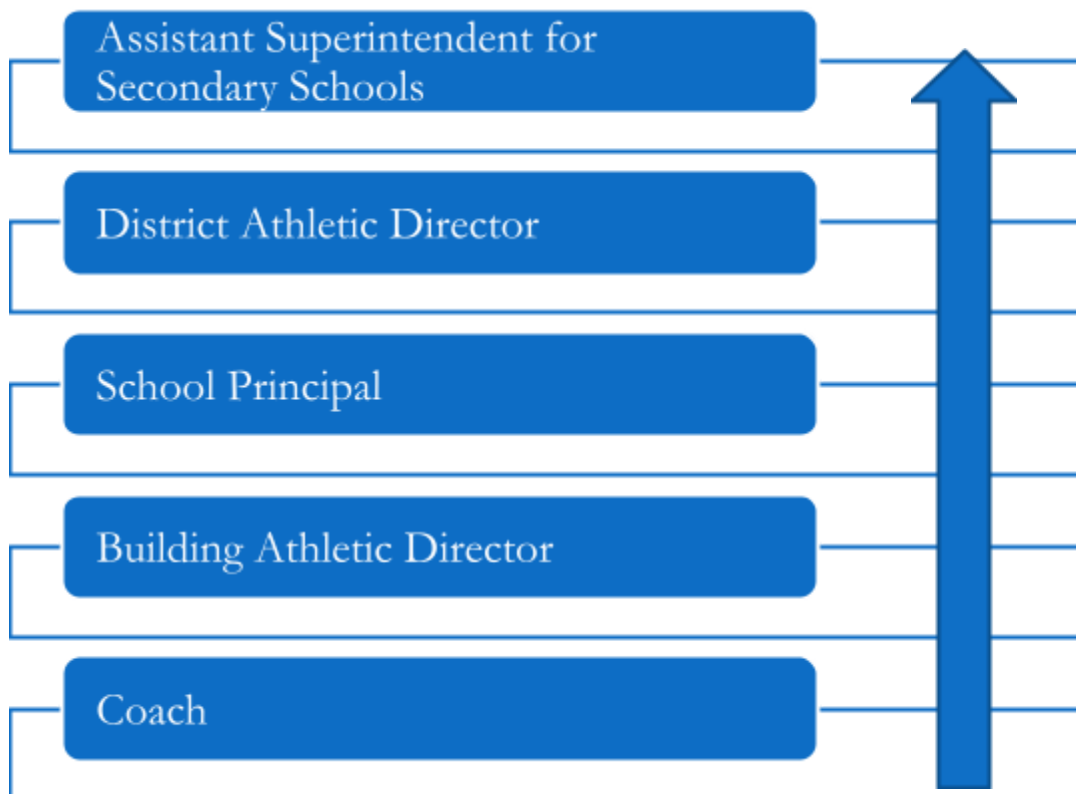 Assistant Superintendent for
Secondary Schools
District Athletic Director
School Principal
Building Athletic Director
Coach